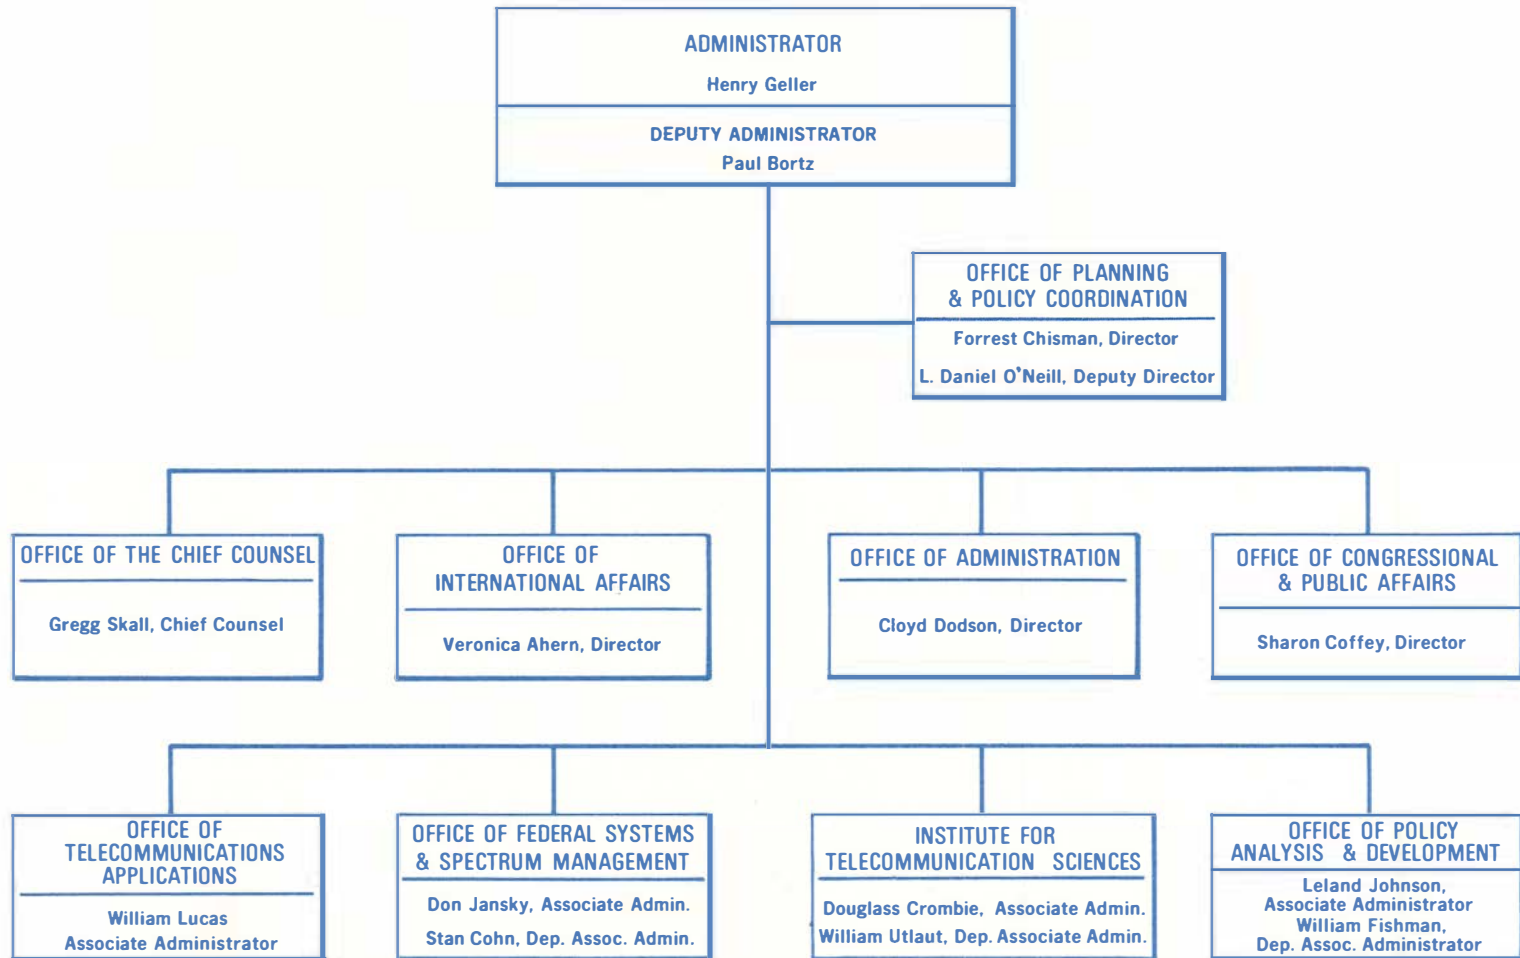 ADMINISTRATOR
Henry Geller
DEPUTY ADMINISTRATOR
Paul Bortz
OFFICE OF PLANNING
& POLICY COORDINATION
Forrest Chisman, Director
L. Daniel O'Neill, Deputy Director
OFFICE OF THE CHIEF COUNSEL
Gregg Skall, Chief Counsel
OFFICE OF
INTERNATIONAL AFFAIRS
Veronica Ahern, Director
OFFICE OF ADMINISTRATION
Cloyd Dodson, Director
OFFICE OF CONGRESSIONAL
& PUBLIC AFFAIRS
Sharon Coffey, Director
OFFICE OF
TELECOMMUNICATIONS
APPLICATIONS
William Lucas
Associate Administrator
OFFICE OF FEDERAL SYSTEMS
& SPECTRUM MANAGEMENT
Don Jansky, Associate Admin.
Stan Cohn, Dep. Assoc. Admin.
INSTITUTE FOR
TELECOMMUNICATION SCIENCES
Douglass Crombie, Associate Admin.
William Utlaut, Dep. Associate Admin.
OFFICE OF POLICY
ANALYSIS & DEVELOPMENT
Leland Johnson,
Associate Administrator
William Fishman,
Dep. Assoc. Administrator